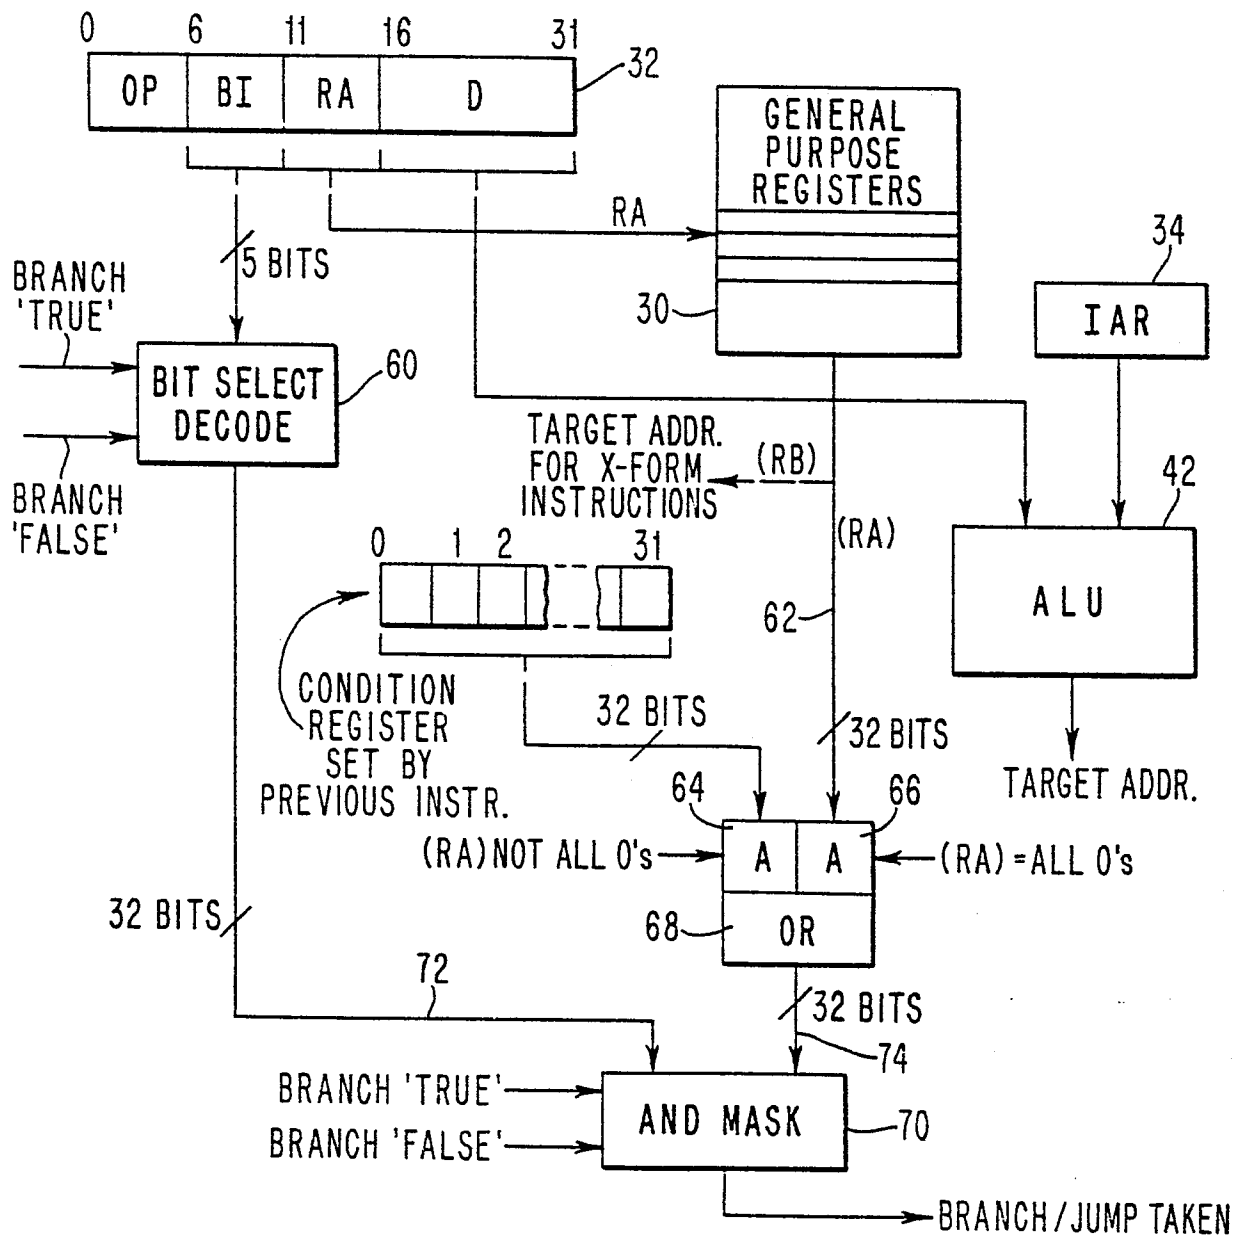 0 6 11 16 31
OP BI RA D
32
GENERAL
PURPOSE
REGISTERS
RA
5 BITS
34
30
IAR
BRANCH
'TRUE'
BIT SELECT
DECODE
60
BRANCH
'FALSE'
TARGET ADDR.
FOR X-FORM
INSTRUCTIONS
(RB)
42
(RA)
0 1 2 31
ALU
62
CONDITION
REGISTER
SET BY
PREVIOUS INSTR.
32 BITS
32 BITS
TARGET ADDR.
64
66
(RA) NOT ALL 0's
A A
(RA) = ALL 0's
68
OR
32 BITS
72
32 BITS
74
BRANCH 'TRUE'
BRANCH 'FALSE'
AND MASK
70
BRANCH/JUMP TAKEN